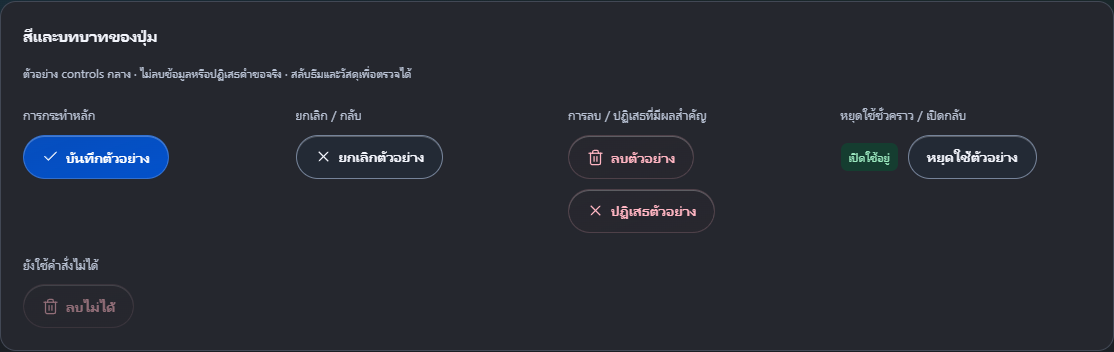 สีและบทบาทของปุ่ม
ตัวอย่าง controls กลาง · ไม่ลบข้อมูลหรือปฏิเสธคำขอจริง · สลับธีมและวัสดุเพื่อตรวจได้
การกระทำหลัก
บันทึกตัวอย่าง
ยกเลิก / กลับ
ยกเลิกตัวอย่าง
การลบ / ปฏิเสธที่มีผลสำคัญ
ลบตัวอย่าง
ปฏิเสธตัวอย่าง
หยุดใช้ชั่วคราว / เปิดกลับ
เปิดใช้อยู่
หยุดใช้ตัวอย่าง
ยังใช้คำสั่งไม่ได้
ลบไม่ได้